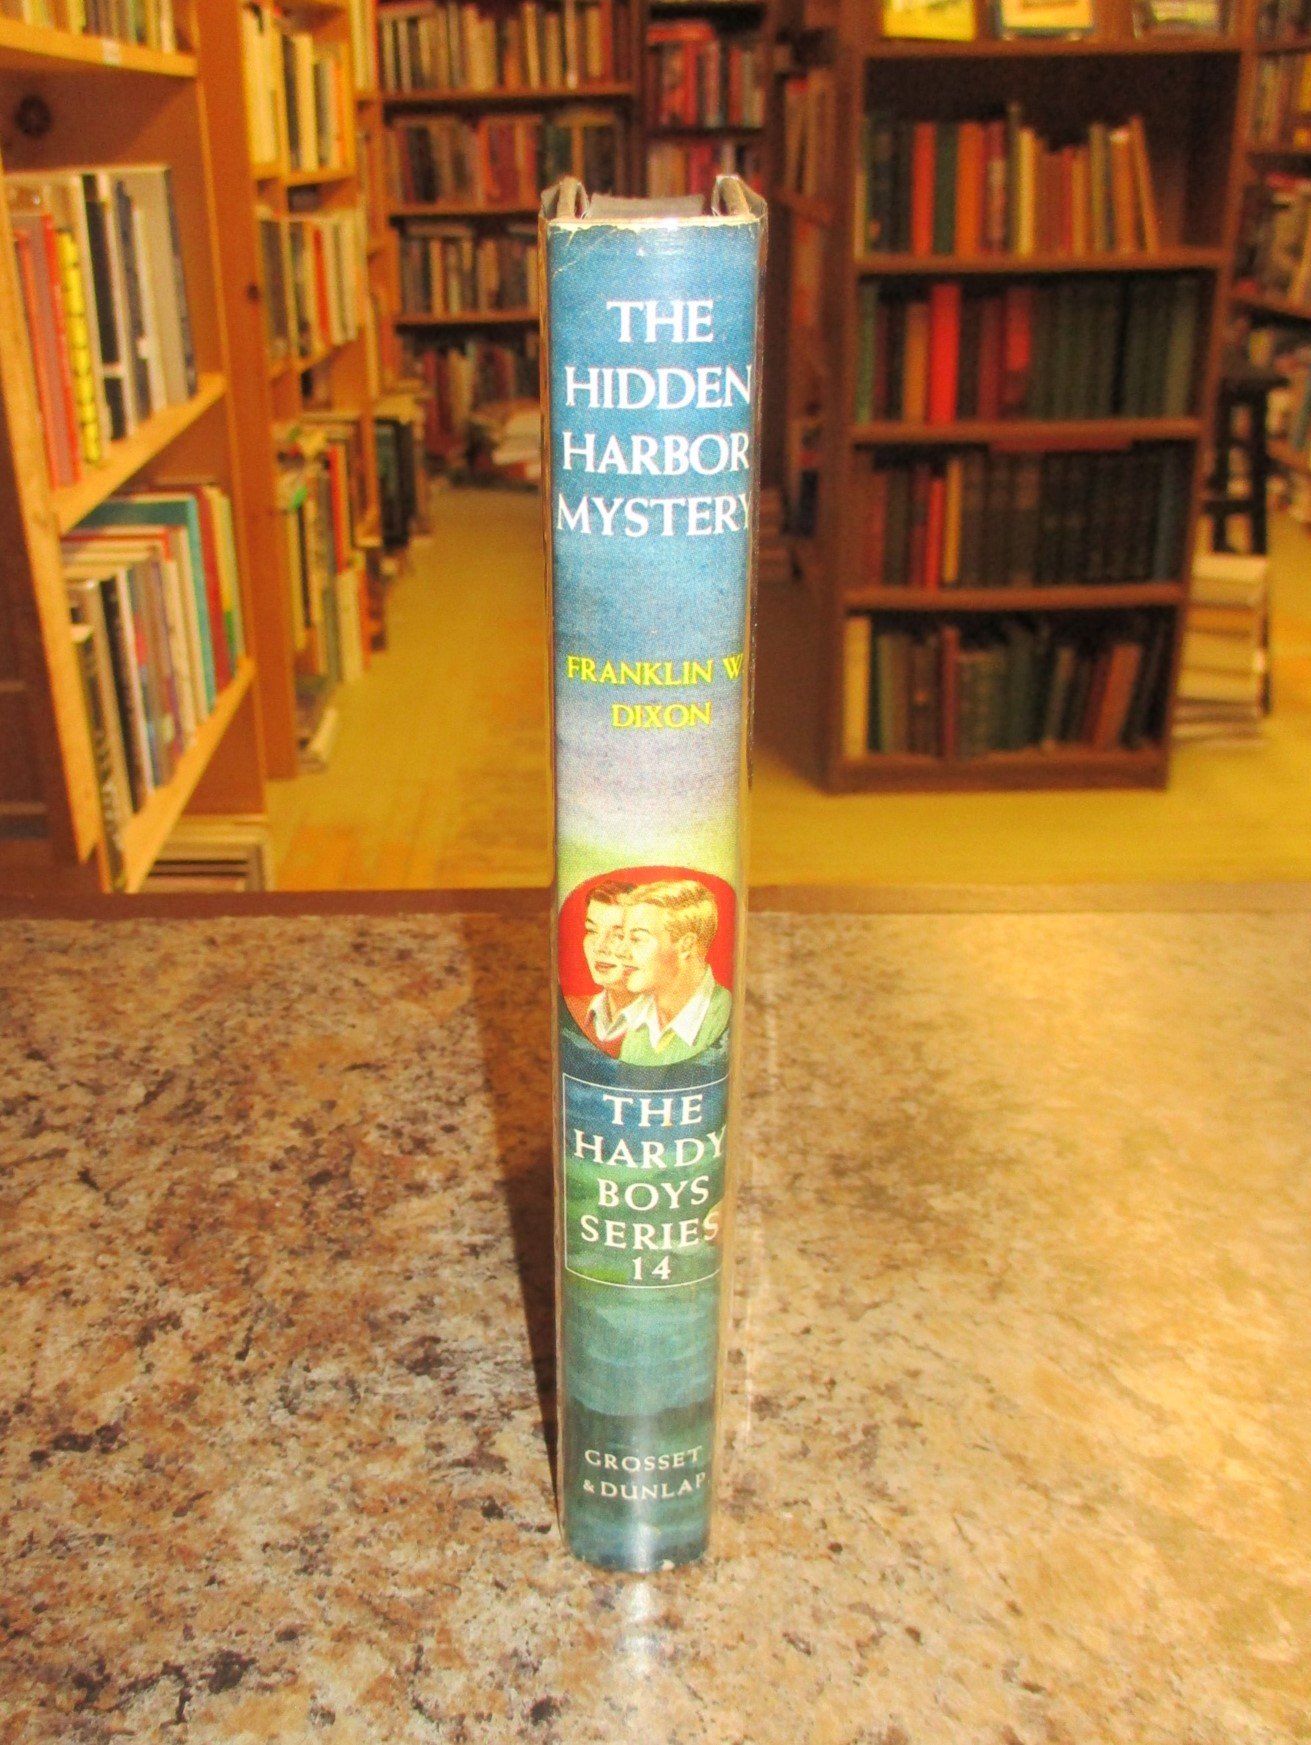 THE
HIDDEN
HARBOR
MYSTERY
FRANKLIN W.
DIXON
THE
HARDY
BOYS
SERIES
14
GROSSET
& DUNLAP